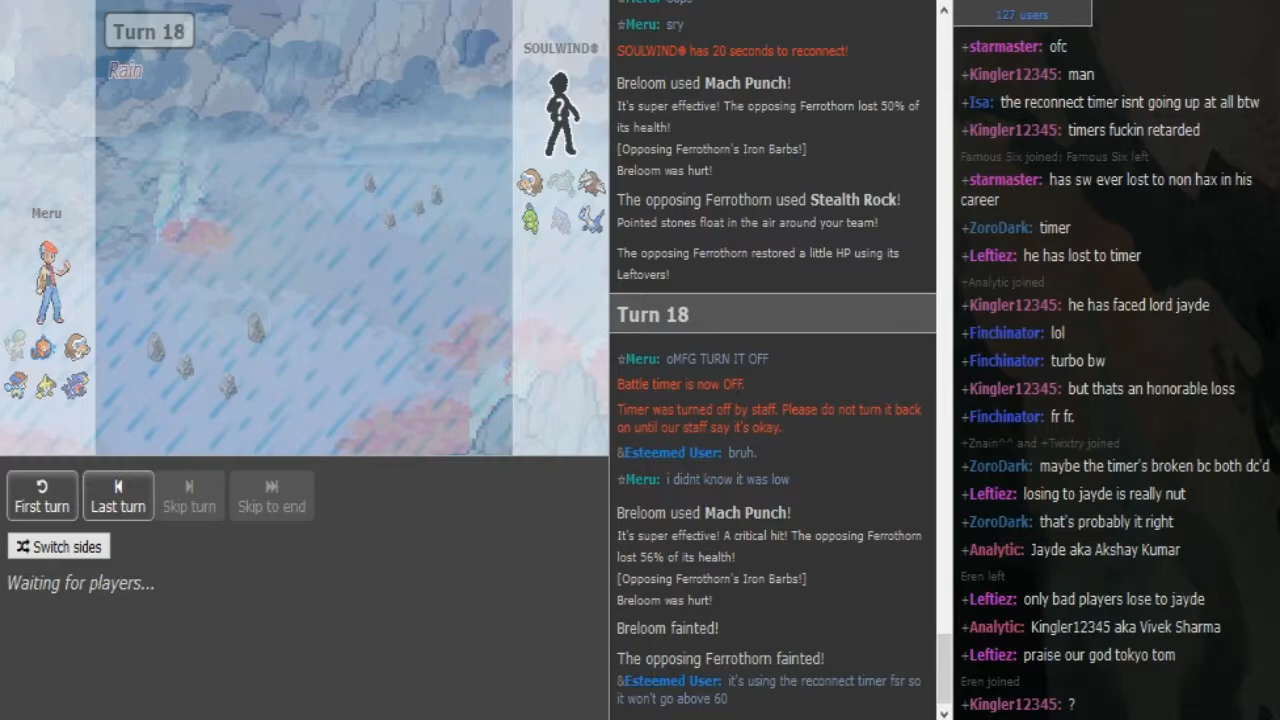 Turn 18
Rain
Meru
SOULWIND
First turn
Last turn
Skip turn
Skip to end
Switch sides
Waiting for players...
☆Meru: sry
SOULWIND has 20 seconds to reconnect!
Breloom used Mach Punch!
It's super effective! The opposing Ferrothorn lost 50% of
its health!
[Opposing Ferrothorn's Iron Barbs!]
Breloom was hurt!
The opposing Ferrothorn used Stealth Rock!
Pointed stones float in the air around your team!
The opposing Ferrothorn restored a little HP using its
Leftovers!
Turn 18
☆Meru: oMFG TURN IT OFF
Battle timer is now OFF.
Timer was turned off by staff. Please do not turn it back
on until our staff say it's okay.
&Esteemed User: bruh.
☆Meru: i didnt know it was low
Breloom used Mach Punch!
It's super effective! A critical hit! The opposing Ferrothorn
lost 56% of its health!
[Opposing Ferrothorn's Iron Barbs!]
Breloom was hurt!
Breloom fainted!
The opposing Ferrothorn fainted!
&Esteemed User: it's using the reconnect timer fsr so
it won't go above 60
127 users
+starmaster: ofc
+Kingler12345: man
+Isa: the reconnect timer isnt going up at all btw
+Kingler12345: timers fuckin retarded
Famous Six joined; Famous Six left
+starmaster: has sw ever lost to non hax in his
career
+ZoroDark: timer
+Leftiez: he has lost to timer
+Analytic joined
+Kingler12345: he has faced lord jayde
+Finchinator: lol
+Finchinator: turbo bw
+Kingler12345: but thats an honorable loss
+Finchinator: fr fr.
+Znain^^ and +Twixtry joined
+ZoroDark: maybe the timer's broken bc both dc'd
+Leftiez: losing to jayde is really nut
+ZoroDark: that's probably it right
+Analytic: Jayde aka Akshay Kumar
Eren left
+Leftiez: only bad players lose to jayde
+Analytic: Kingler12345 aka Vivek Sharma
+Leftiez: praise our god tokyo tom
Eren joined
+Kingler12345: ?